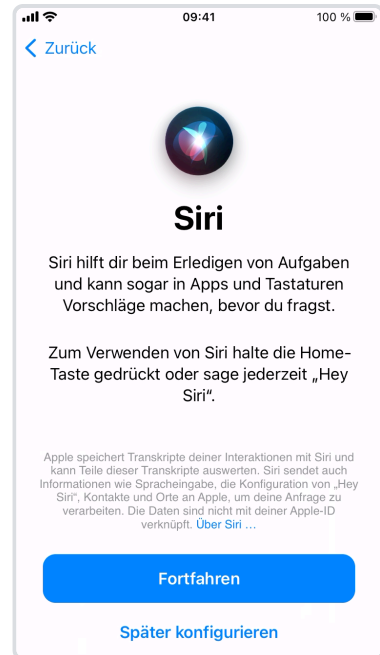 09:41
100 %
Zurück
Siri
Siri hilft dir beim Erledigen von Aufgaben
und kann sogar in Apps und Tastaturen
Vorschläge machen, bevor du fragst.
Zum Verwenden von Siri halte die Home-
Taste gedrückt oder sage jederzeit „Hey
Siri“.
Apple speichert Transkripte deiner Interaktionen mit Siri und
kann Teile dieser Transkripte auswerten. Siri sendet auch
Informationen wie Spracheingabe, die Konfiguration von „Hey
Siri“, Kontakte und Orte an Apple, um deine Anfrage zu
verarbeiten. Die Daten sind nicht mit deiner Apple-ID
verknüpft. Über Siri …
Fortfahren
Später konfigurieren